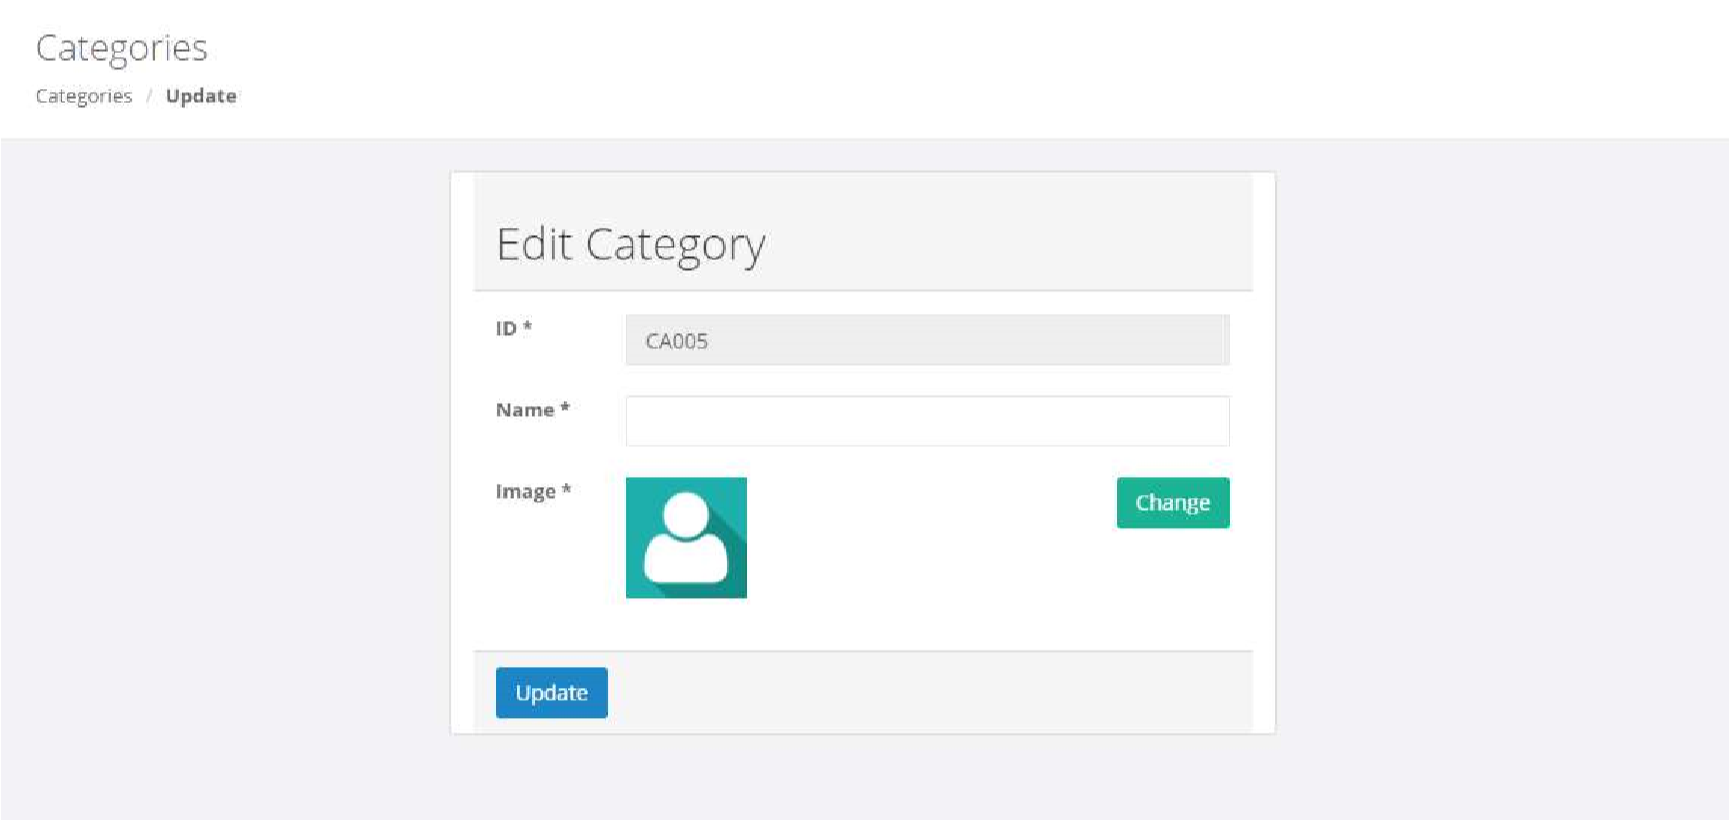 Categories
Categories / Update
Edit Category
ID *
CA005
Name *
Image *
Change
Update